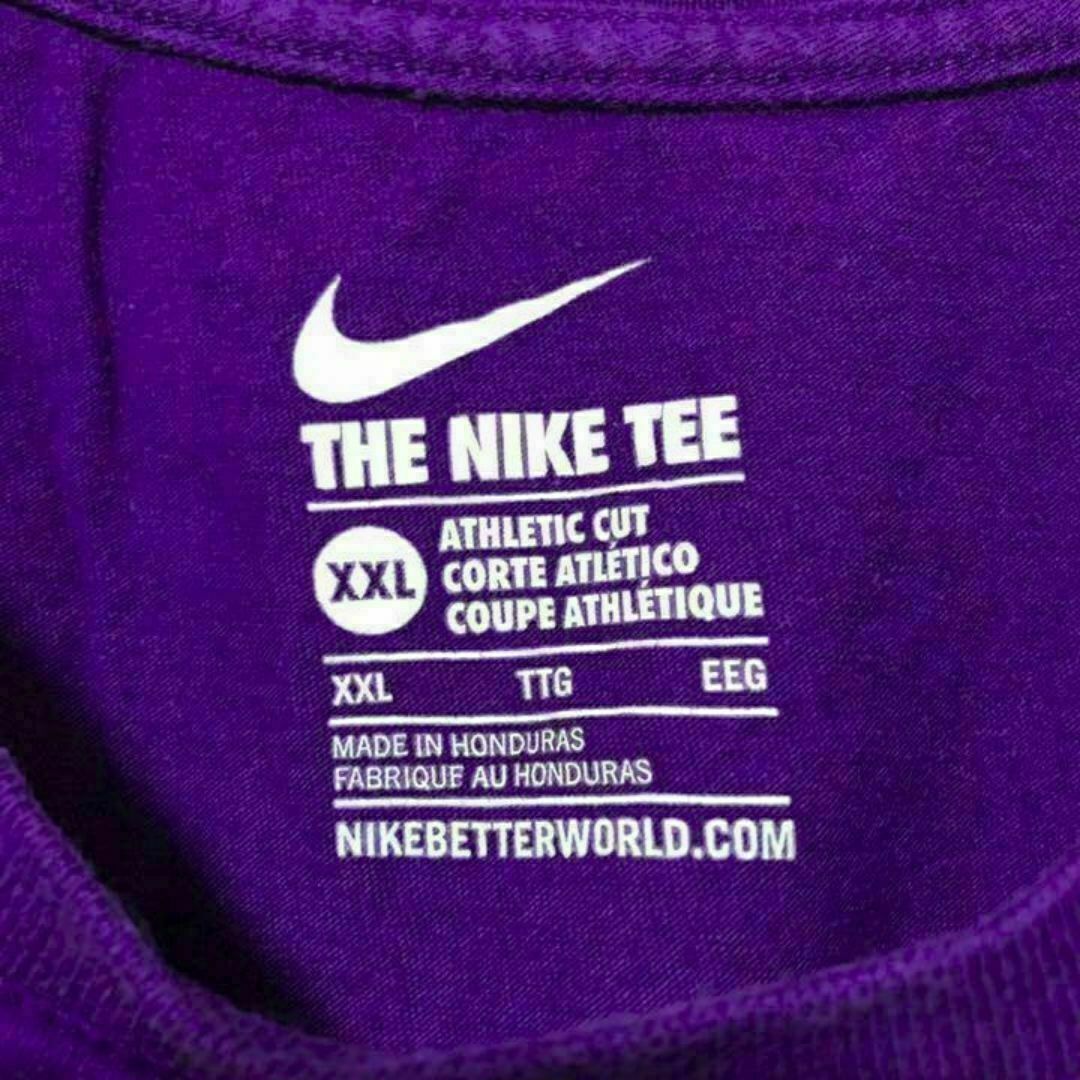 THE NIKE TEE
XXL
ATHLETIC CUT
CORTE ATLÉTICO
COUPE ATHLÉTIQUE
XXL TTG EEG
MADE IN HONDURAS
FABRIQUE AU HONDURAS
NIKEBETTERWORLD.COM